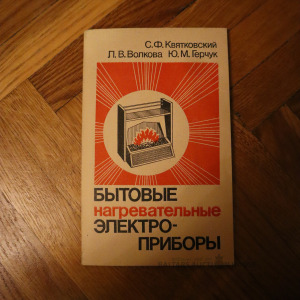 С.Ф.Квятковский
Л.В.Волкова Ю.М.Герчук
БЫТОВЫЕ
нагревательные
ЭЛЕКТРО-
ПРИБОРЫ